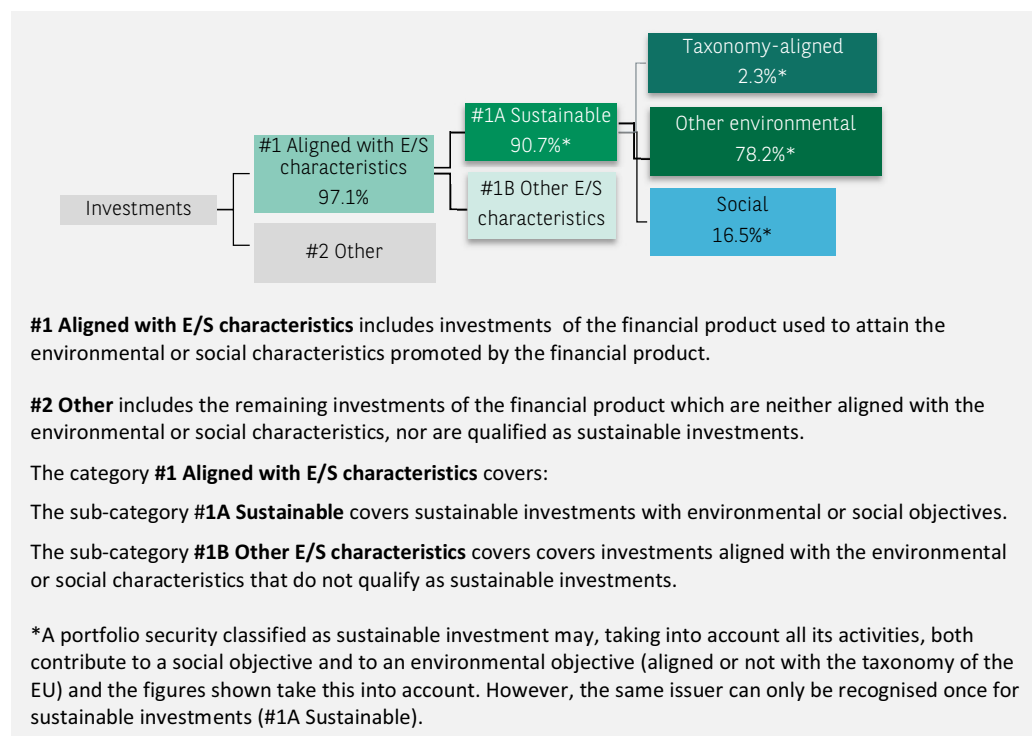 Taxonomy-aligned
2.3%*
#1A Sustainable
90.7%*
Other environmental
78.2%*
#1 Aligned with E/S
characteristics
97.1%
#1B Other E/S
characteristics
Investments
Social
16.5%*
#2 Other
#1 Aligned with E/S characteristics includes investments of the financial product used to attain the
environmental or social characteristics promoted by the financial product.
#2 Other includes the remaining investments of the financial product which are neither aligned with the
environmental or social characteristics, nor are qualified as sustainable investments.
The category #1 Aligned with E/S characteristics covers:
The sub-category #1A Sustainable covers sustainable investments with environmental or social objectives.
The sub-category #1B Other E/S characteristics covers covers investments aligned with the environmental
or social characteristics that do not qualify as sustainable investments.
*A portfolio security classified as sustainable investment may, taking into account all its activities, both
contribute to a social objective and to an environmental objective (aligned or not with the taxonomy of the
EU) and the figures shown take this into account. However, the same issuer can only be recognised once for
sustainable investments (#1A Sustainable).